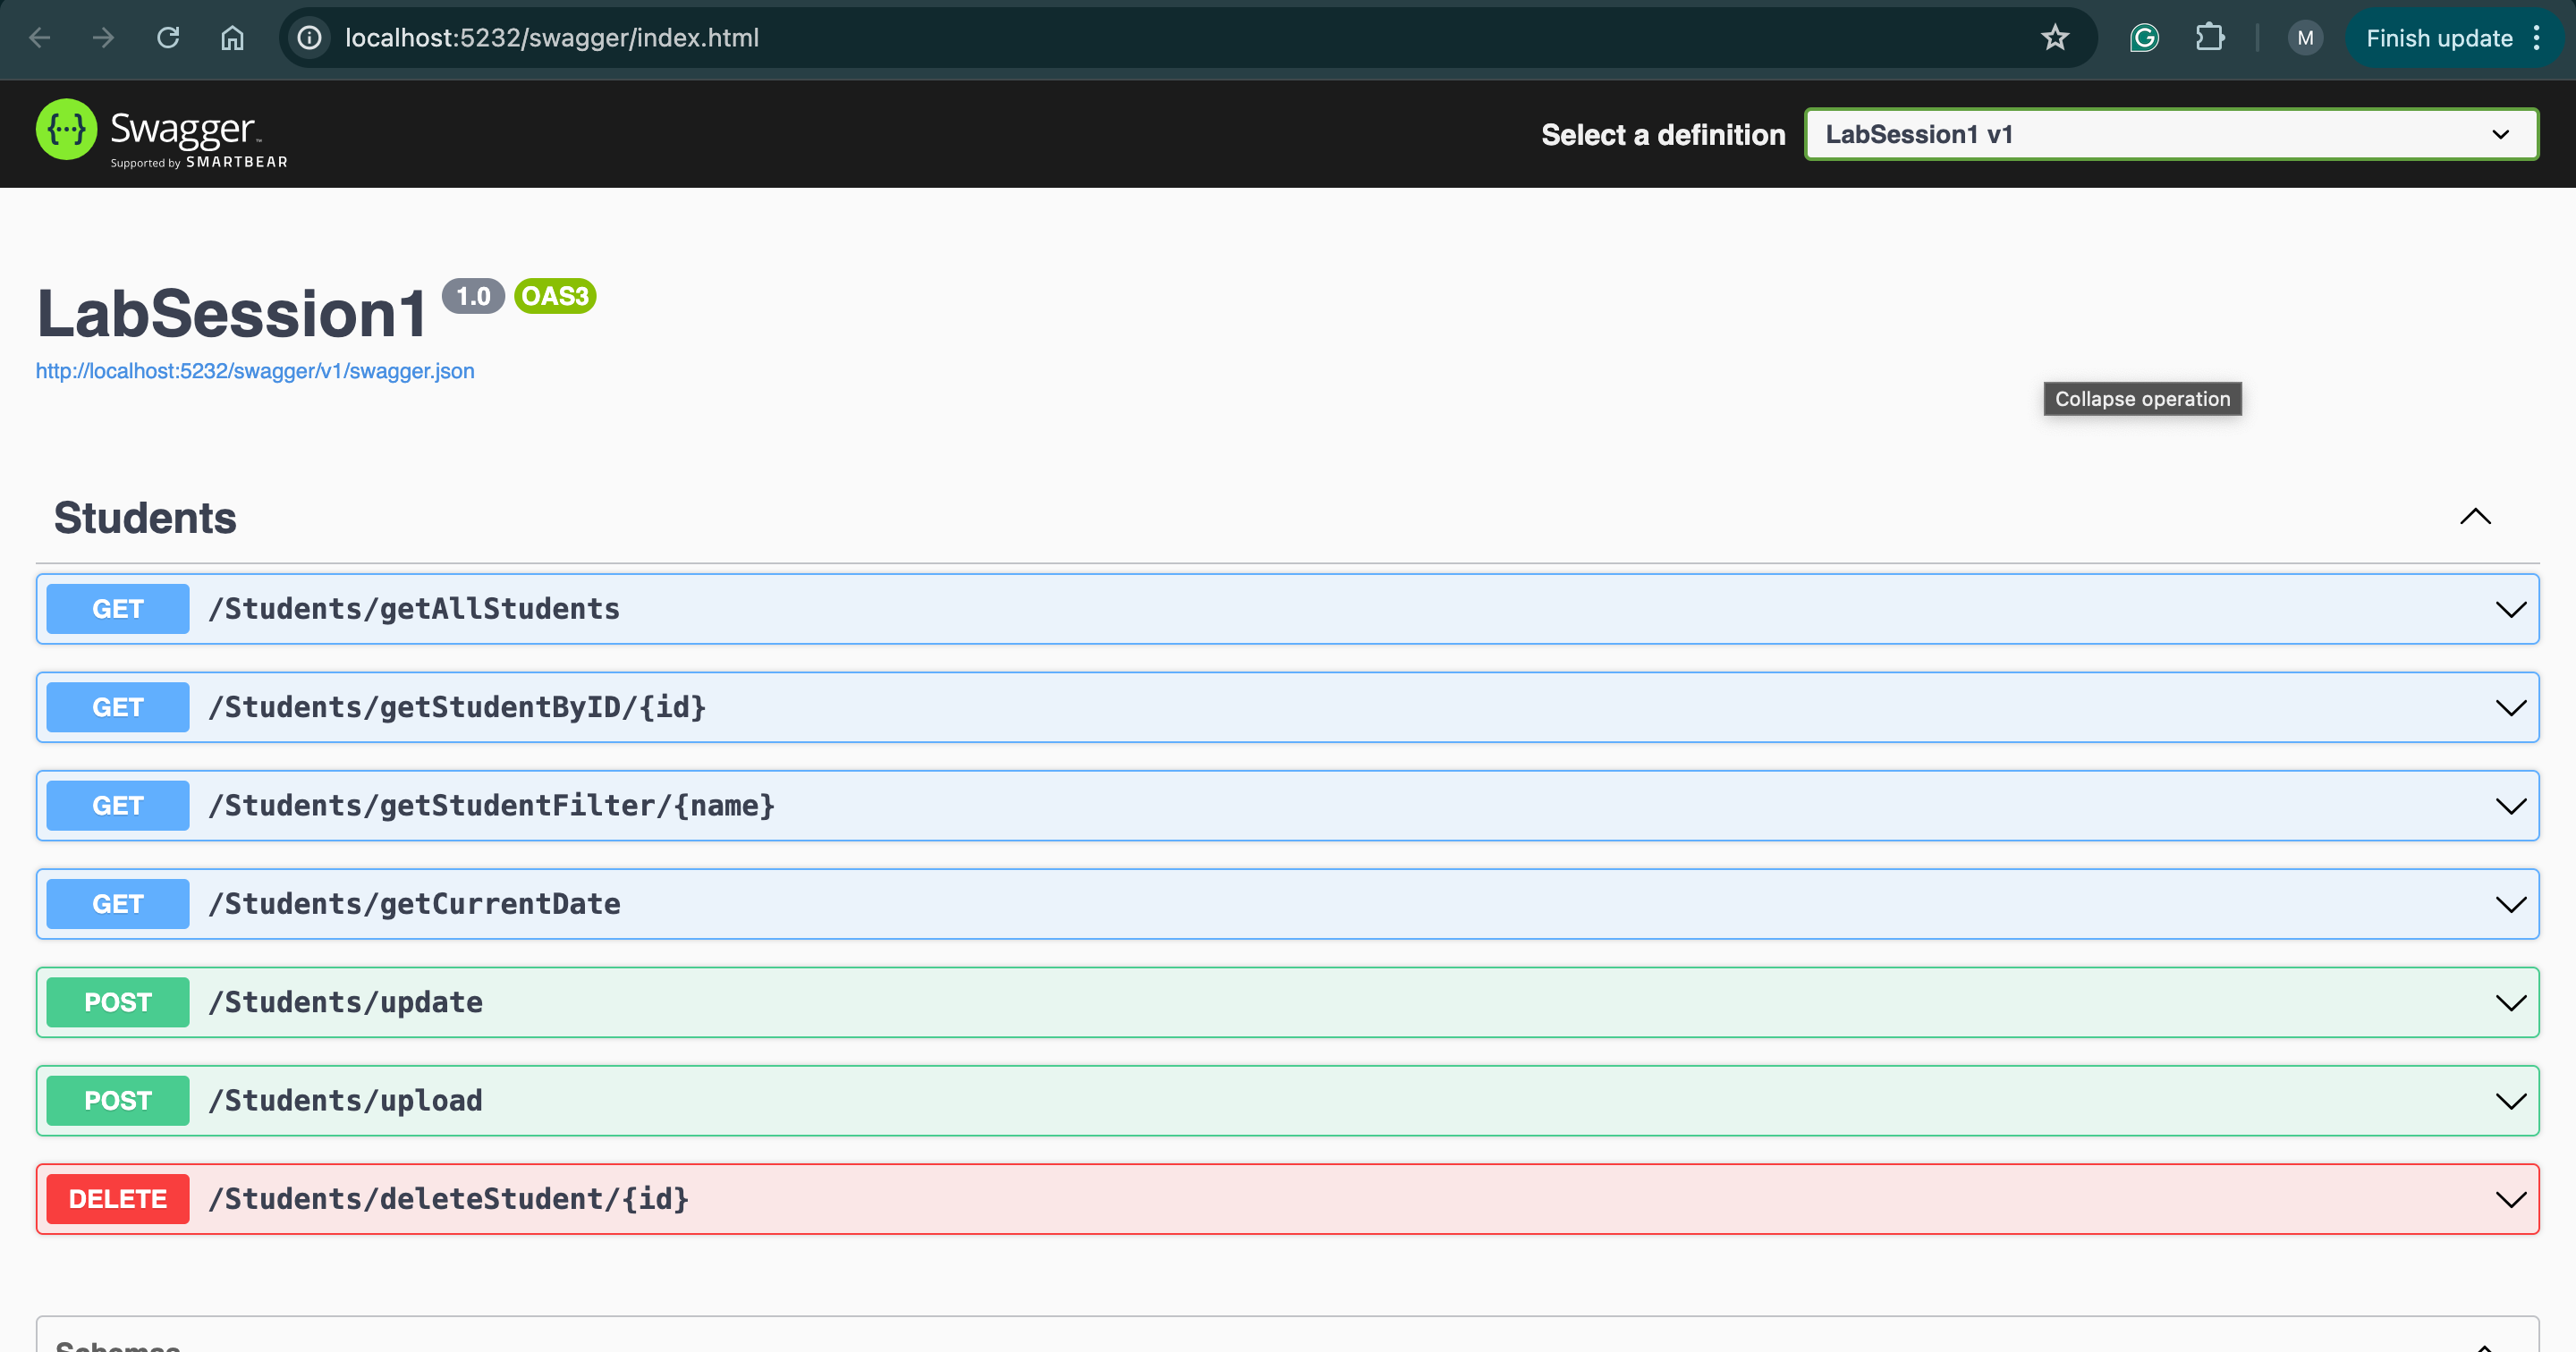 localhost:5232/swagger/index.html
M
Finish update
{···} Swagger™
Supported by SMARTBEAR
Select a definition
LabSession1 v1
LabSession1 1.0 OAS3
http://localhost:5232/swagger/v1/swagger.json
Collapse operation
Students
GET /Students/getAllStudents
GET /Students/getStudentByID/{id}
GET /Students/getStudentFilter/{name}
GET /Students/getCurrentDate
POST /Students/update
POST /Students/upload
DELETE /Students/deleteStudent/{id}
Schemas